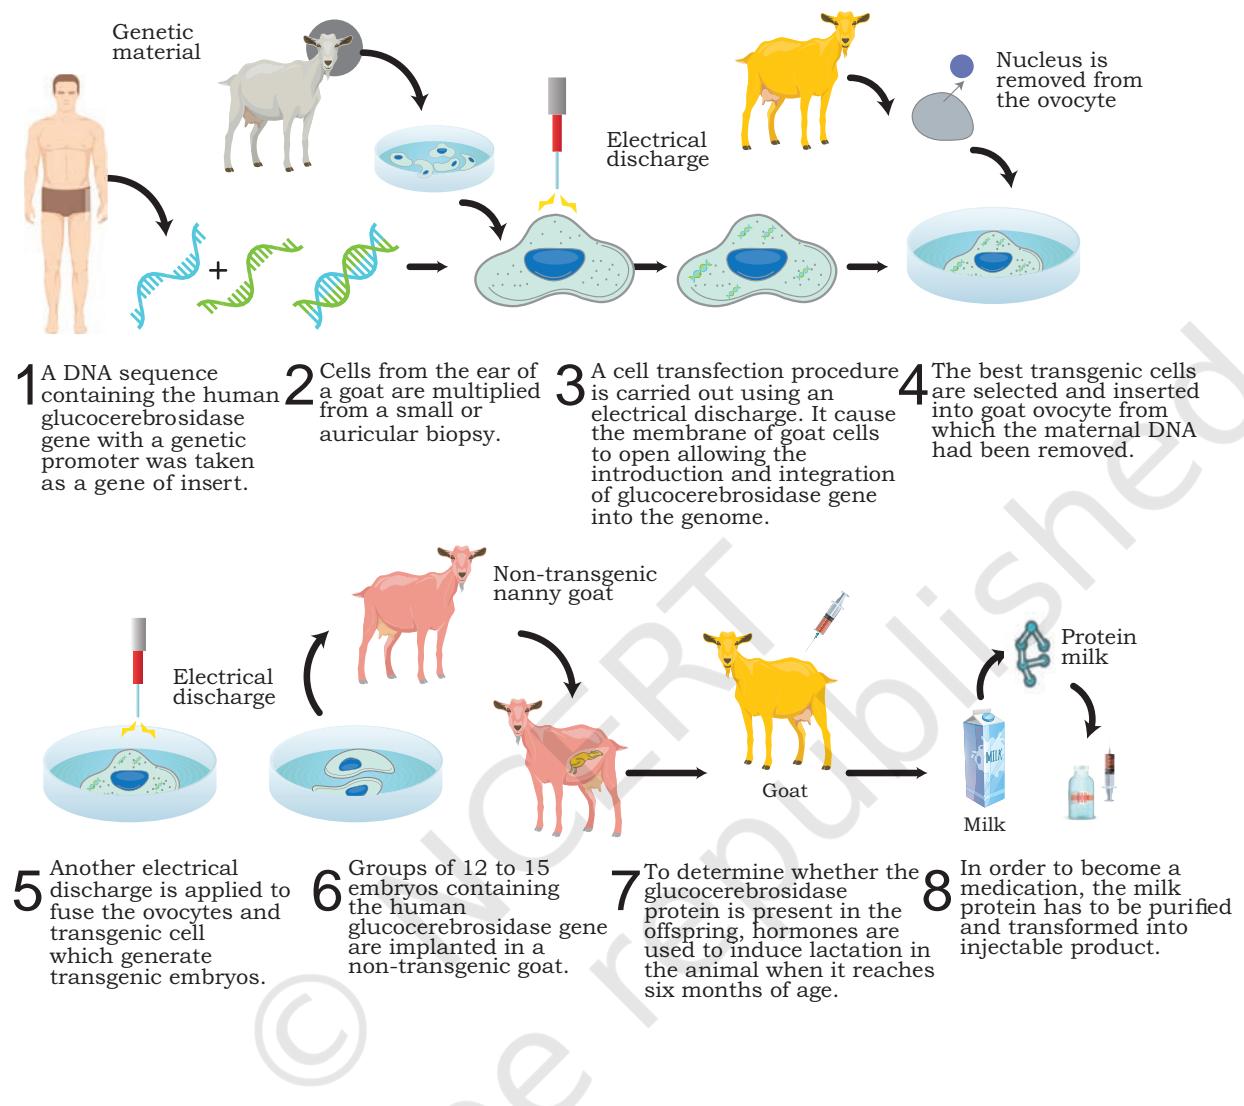 Genetic
material
Nucleus is
removed from
the ovocyte
Electrical
discharge
+
1 A DNA sequence
containing the human
glucocerebrosidase
gene with a genetic
promoter was taken
as a gene of insert.
2 Cells from the ear of
a goat are multiplied
from a small or
auricular biopsy.
3 A cell transfection procedure
is carried out using an
electrical discharge. It cause
the membrane of goat cells
to open allowing the
introduction and integration
of glucocerebrosidase gene
into the genome.
4 The best transgenic cells
are selected and inserted
into goat ovocyte from
which the maternal DNA
had been removed.
Non-transgenic
nanny goat
Electrical
discharge
Goat
MILK
Milk
Protein
milk
5 Another electrical
discharge is applied to
fuse the ovocytes and
transgenic cell
which generate
transgenic embryos.
6 Groups of 12 to 15
embryos containing
the human
glucocerebrosidase gene
are implanted in a
non-transgenic goat.
7 To determine whether the
glucocerebrosidase
protein is present in the
offspring, hormones are
used to induce lactation in
the animal when it reaches
six months of age.
8 In order to become a
medication, the milk
protein has to be purified
and transformed into
injectable product.
© NCERT
be republished